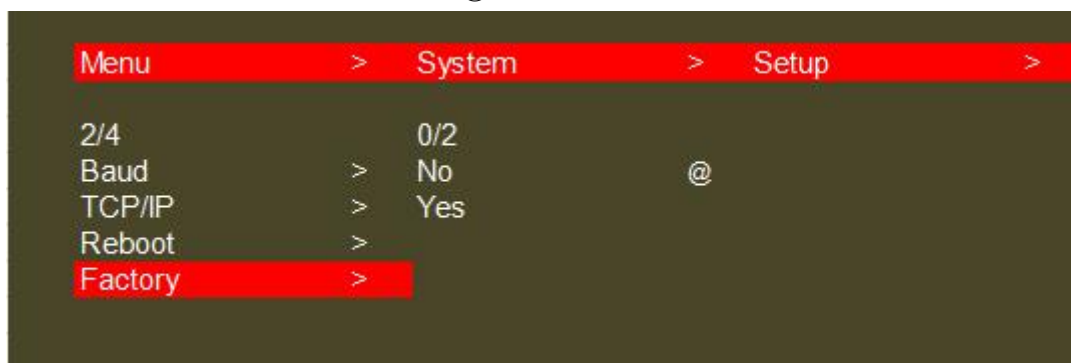 Menu > System > Setup >
2/4 0/2
Baud > No @
TCP/IP > Yes
Reboot >
Factory >